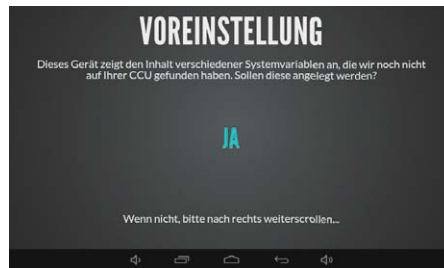 VOREINSTELLUNG
Dieses Gerät zeigt den Inhalt verschiedener Systemvariablen an, die wir noch nicht
auf Ihrer CCU gefunden haben. Sollen diese angelegt werden?
JA
Wenn nicht, bitte nach rechts weiterscrollen...